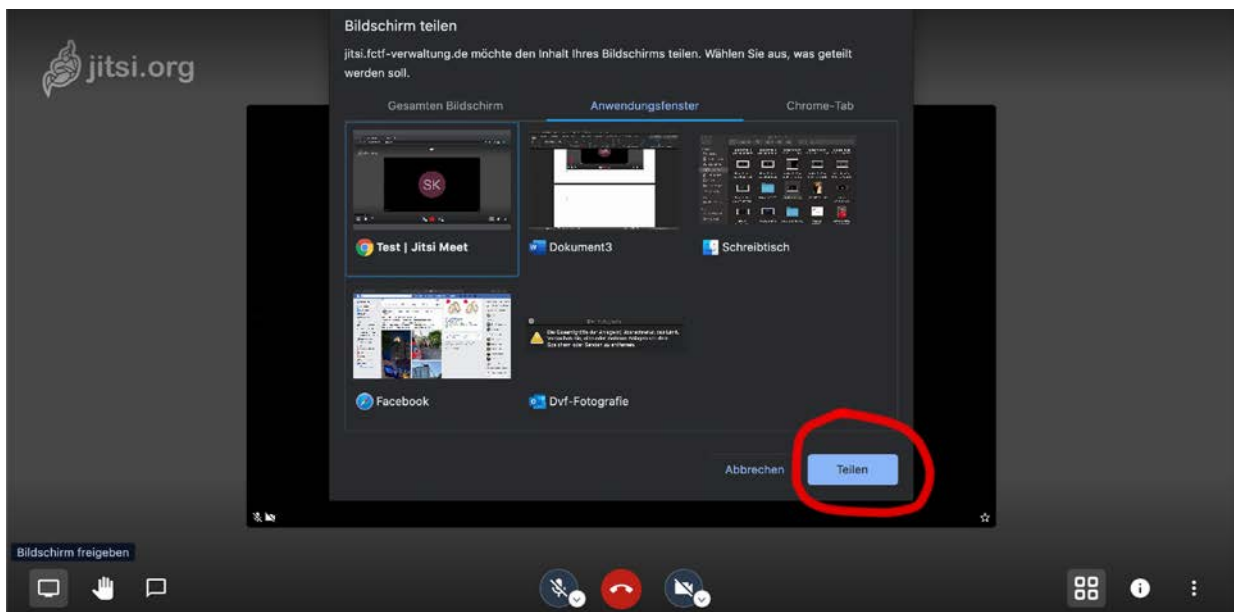 Bildschirm teilen
jitsi.org
jitsi.fctf-verwaltung.de möchte den Inhalt Ihres Bildschirms teilen. Wählen Sie aus, was geteilt
werden soll.
Gesamten Bildschirm Anwendungsfenster Chrome-Tab
SK
Test | Jitsi Meet Dokument3 Schreibtisch
Facebook Dvf-Fotografie
Abbrechen Teilen
Bildschirm freigeben